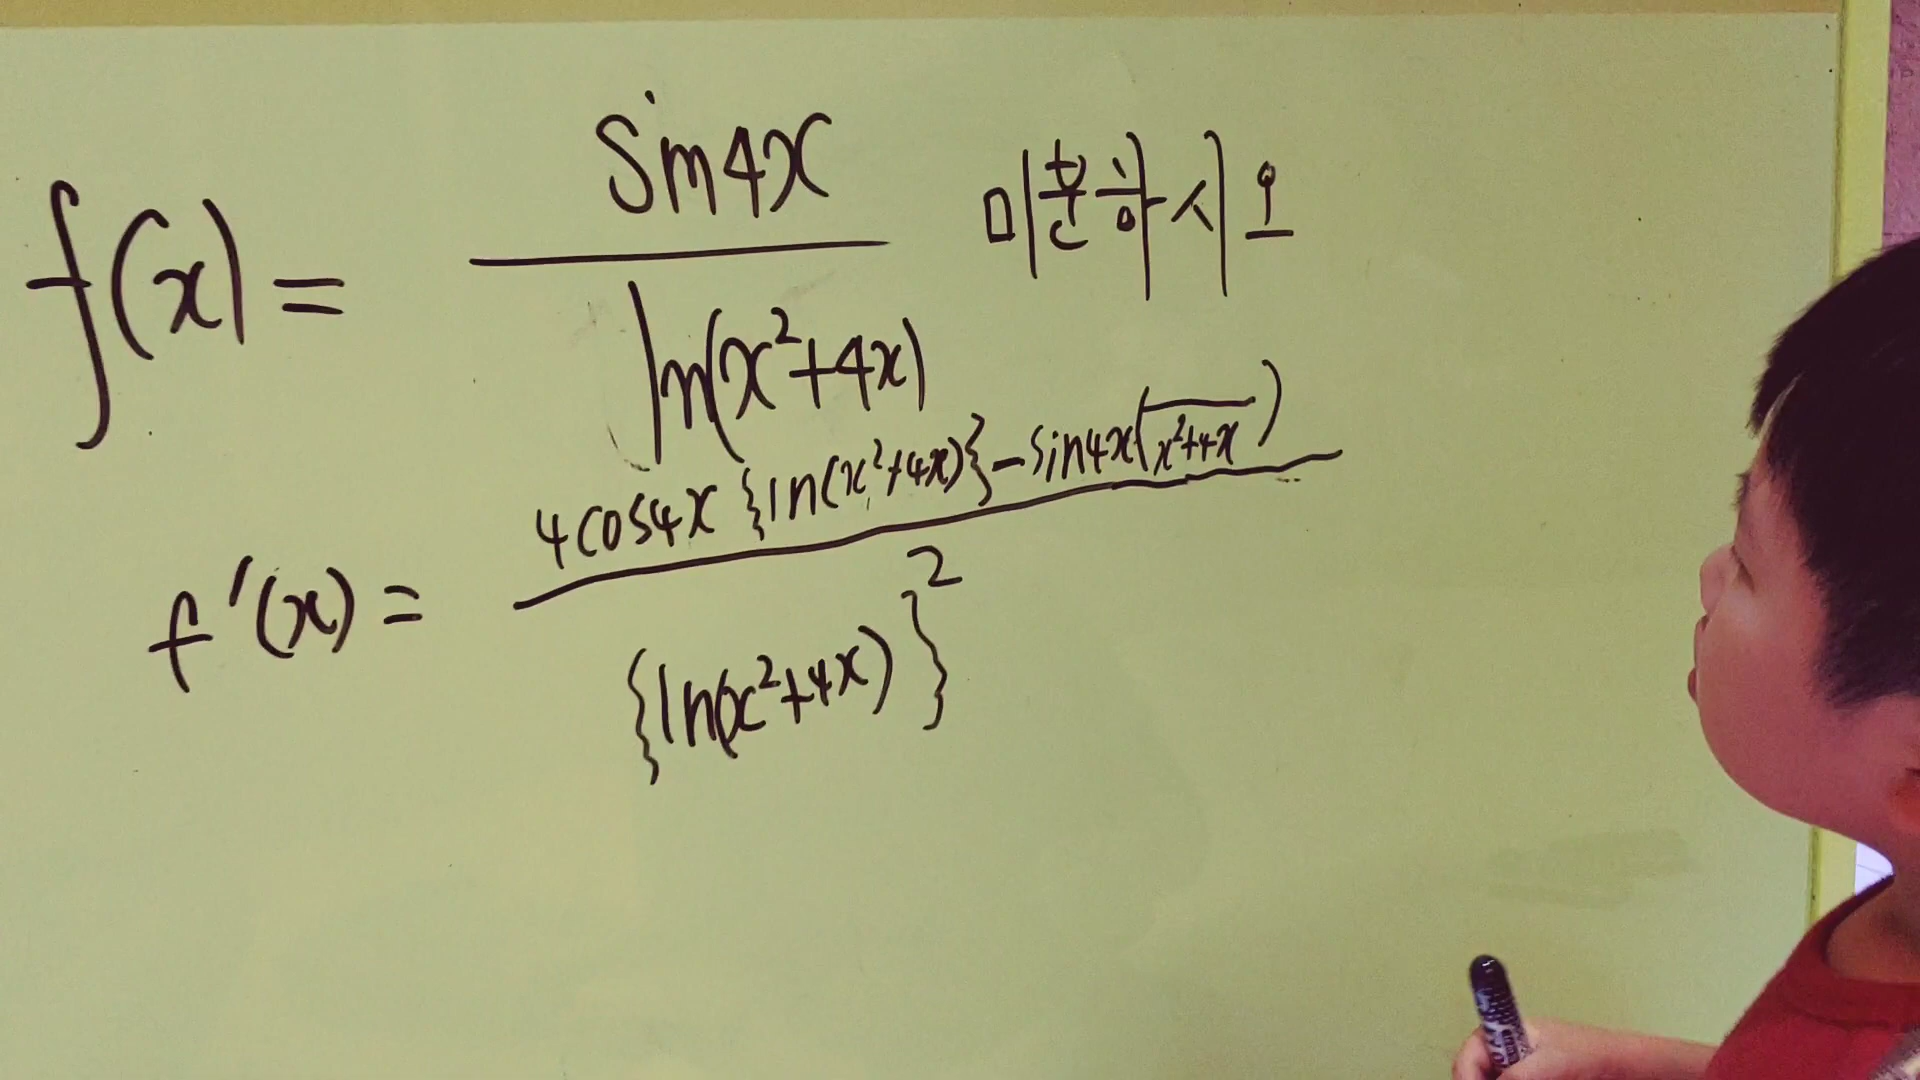 f(x) = sin4x / ln(x²+4x) 미분하시오
f'(x) = 4cos4x {ln(x²+4x)} - sin4x( /x²+4x) / {ln(x²+4x)}²